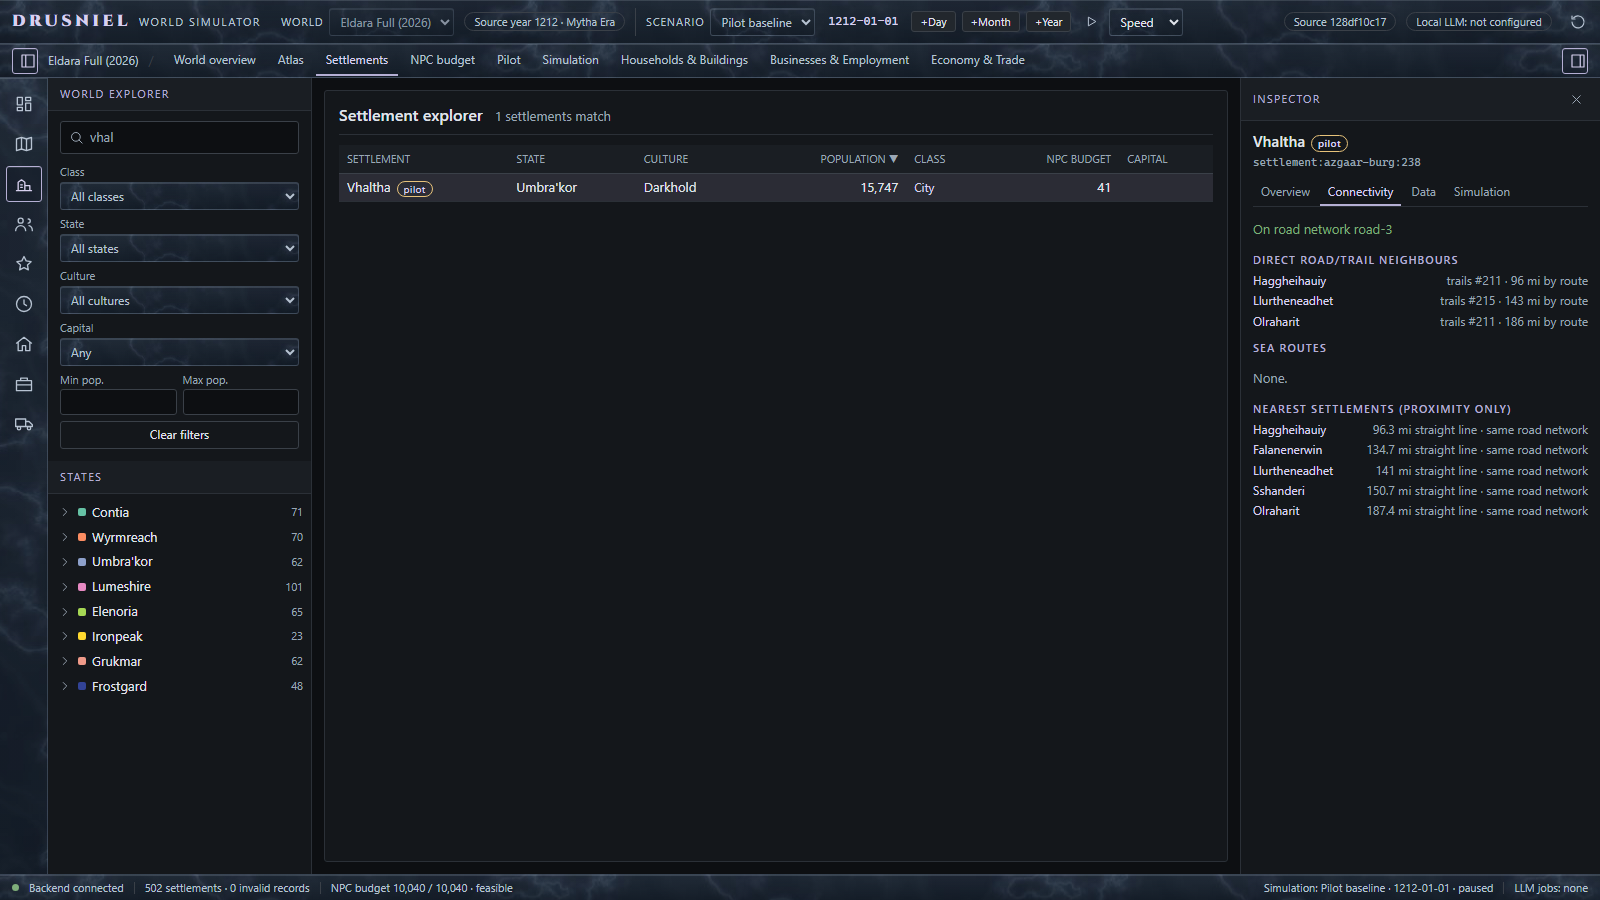 DRUSNIEL WORLD SIMULATOR WORLD Eldara Full (2026) Source year 1212 · Mytha Era SCENARIO Pilot baseline 1212-01-01 +Day +Month +Year Speed Source 128df10c17 Local LLM: not configured
Eldara Full (2026) / World overview Atlas Settlements NPC budget Pilot Simulation Households & Buildings Businesses & Employment Economy & Trade
WORLD EXPLORER
vhal
Class
All classes
State
All states
Culture
All cultures
Capital
Any
Min pop. Max pop.
Clear filters
STATES
Contia 71
Wyrmreach 70
Umbra'kor 62
Lumeshire 101
Elenoria 65
Ironpeak 23
Grukmar 62
Frostgard 48
Settlement explorer 1 settlements match
SETTLEMENT STATE CULTURE POPULATION ▼ CLASS NPC BUDGET CAPITAL
Vhaltha pilot Umbra'kor Darkhold 15,747 City 41
INSPECTOR
Vhaltha pilot
settlement:azgaar-burg:238
Overview Connectivity Data Simulation
On road network road-3
DIRECT ROAD/TRAIL NEIGHBOURS
Haggheihauiy trails #211 · 96 mi by route
Llurtheneadhet trails #215 · 143 mi by route
Olraharit trails #211 · 186 mi by route
SEA ROUTES
None.
NEAREST SETTLEMENTS (PROXIMITY ONLY)
Haggheihauiy 96.3 mi straight line · same road network
Falanenerwin 134.7 mi straight line · same road network
Llurtheneadhet 141 mi straight line · same road network
Sshanderi 150.7 mi straight line · same road network
Olraharit 187.4 mi straight line · same road network
Backend connected 502 settlements · 0 invalid records NPC budget 10,040 / 10,040 · feasible Simulation: Pilot baseline · 1212-01-01 · paused LLM jobs: none